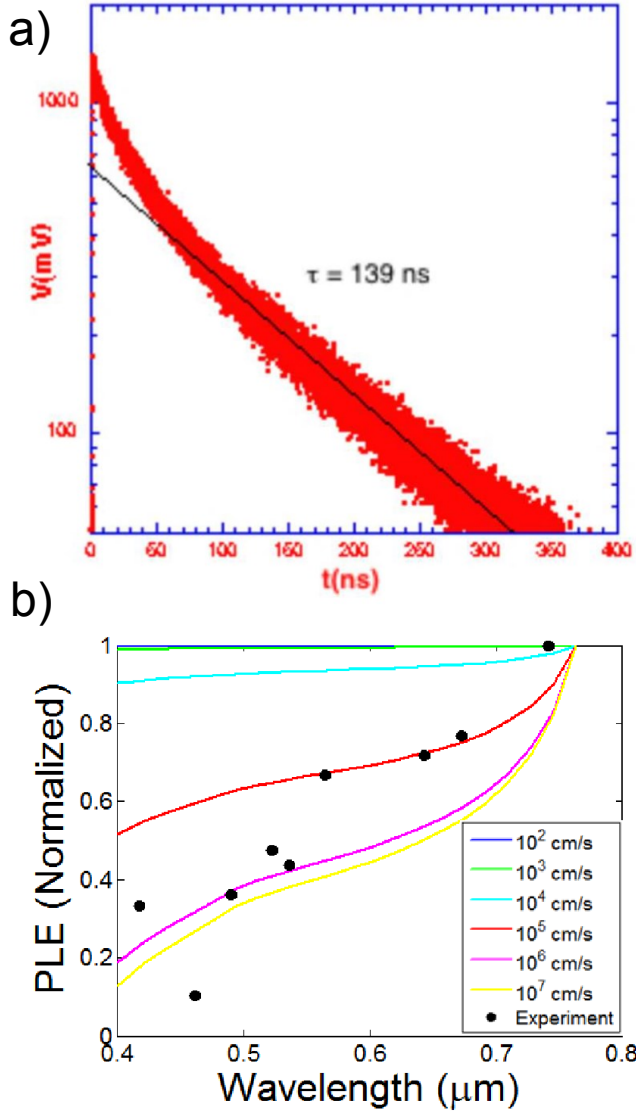 a)
1000
V(mV)
100
τ = 139 ns
0 50 100 150 200 250 300 350 400
t(ns)
b)
PLE (Normalized)
1
0.8
0.6
0.4
0.2
0
0.4 0.5 0.6 0.7 0.8
Wavelength (μm)
10² cm/s
10³ cm/s
10⁴ cm/s
10⁵ cm/s
10⁶ cm/s
10⁷ cm/s
Experiment